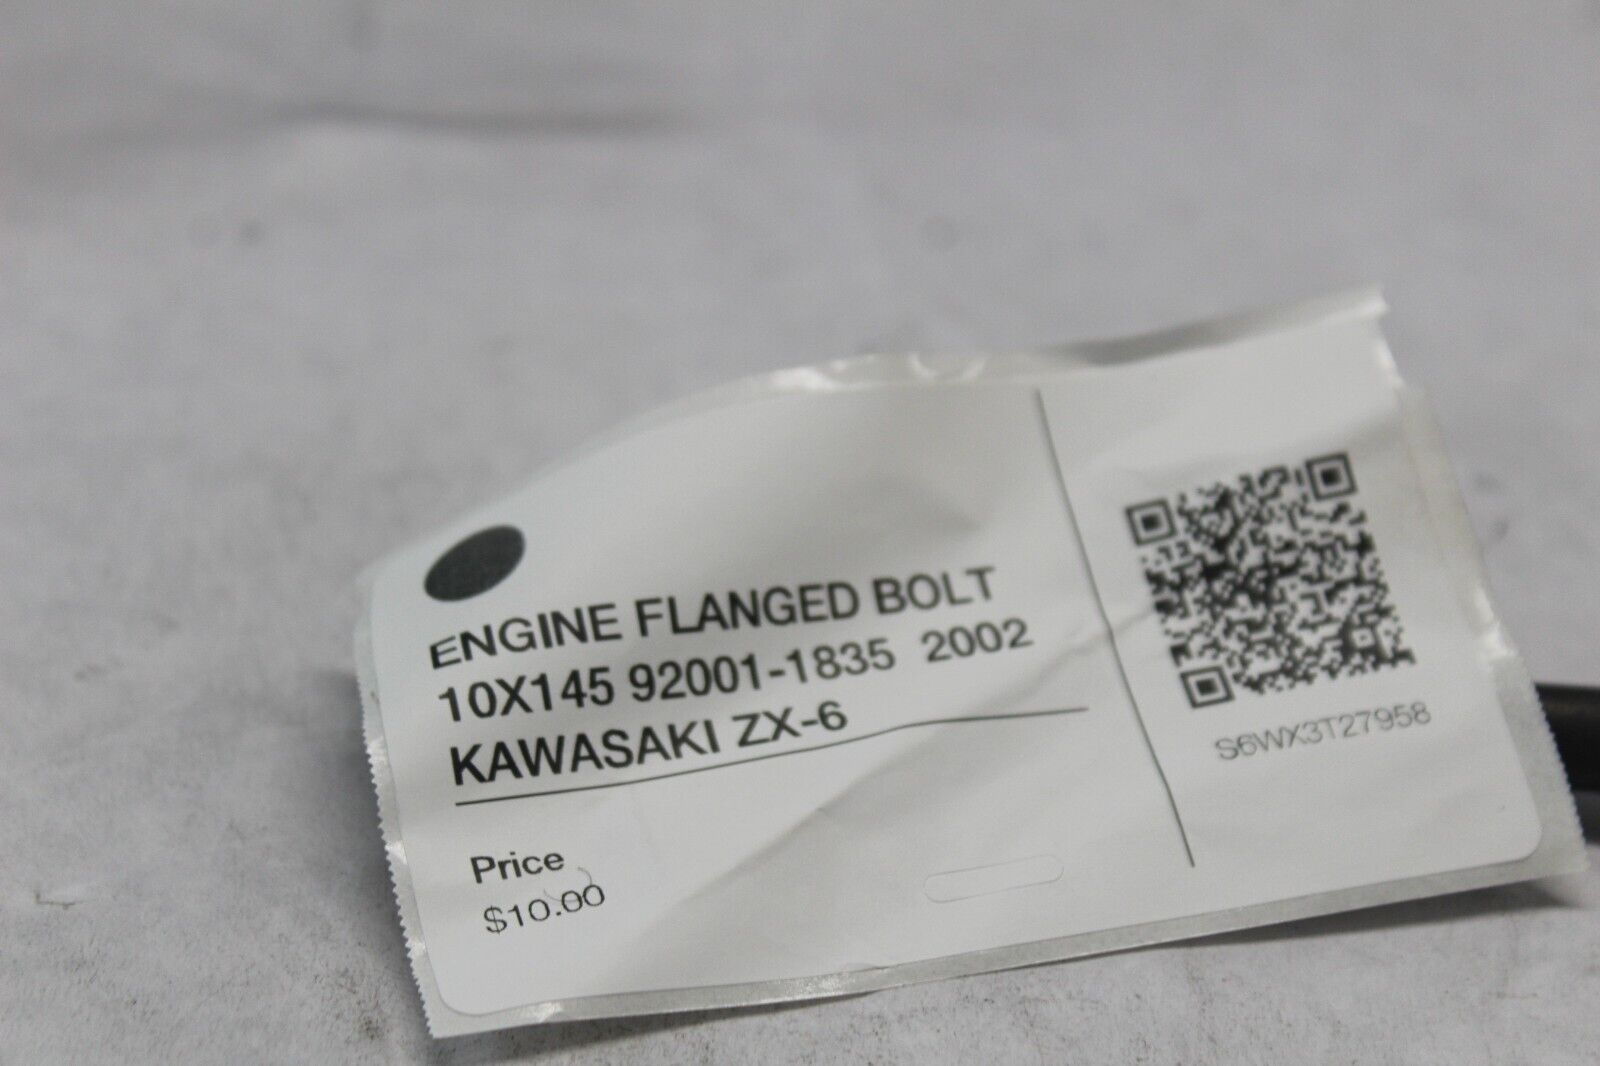 ENGINE FLANGED BOLT
10X145 92001-1835 2002
KAWASAKI ZX-6
Price
$10.00
S6WX3T27958